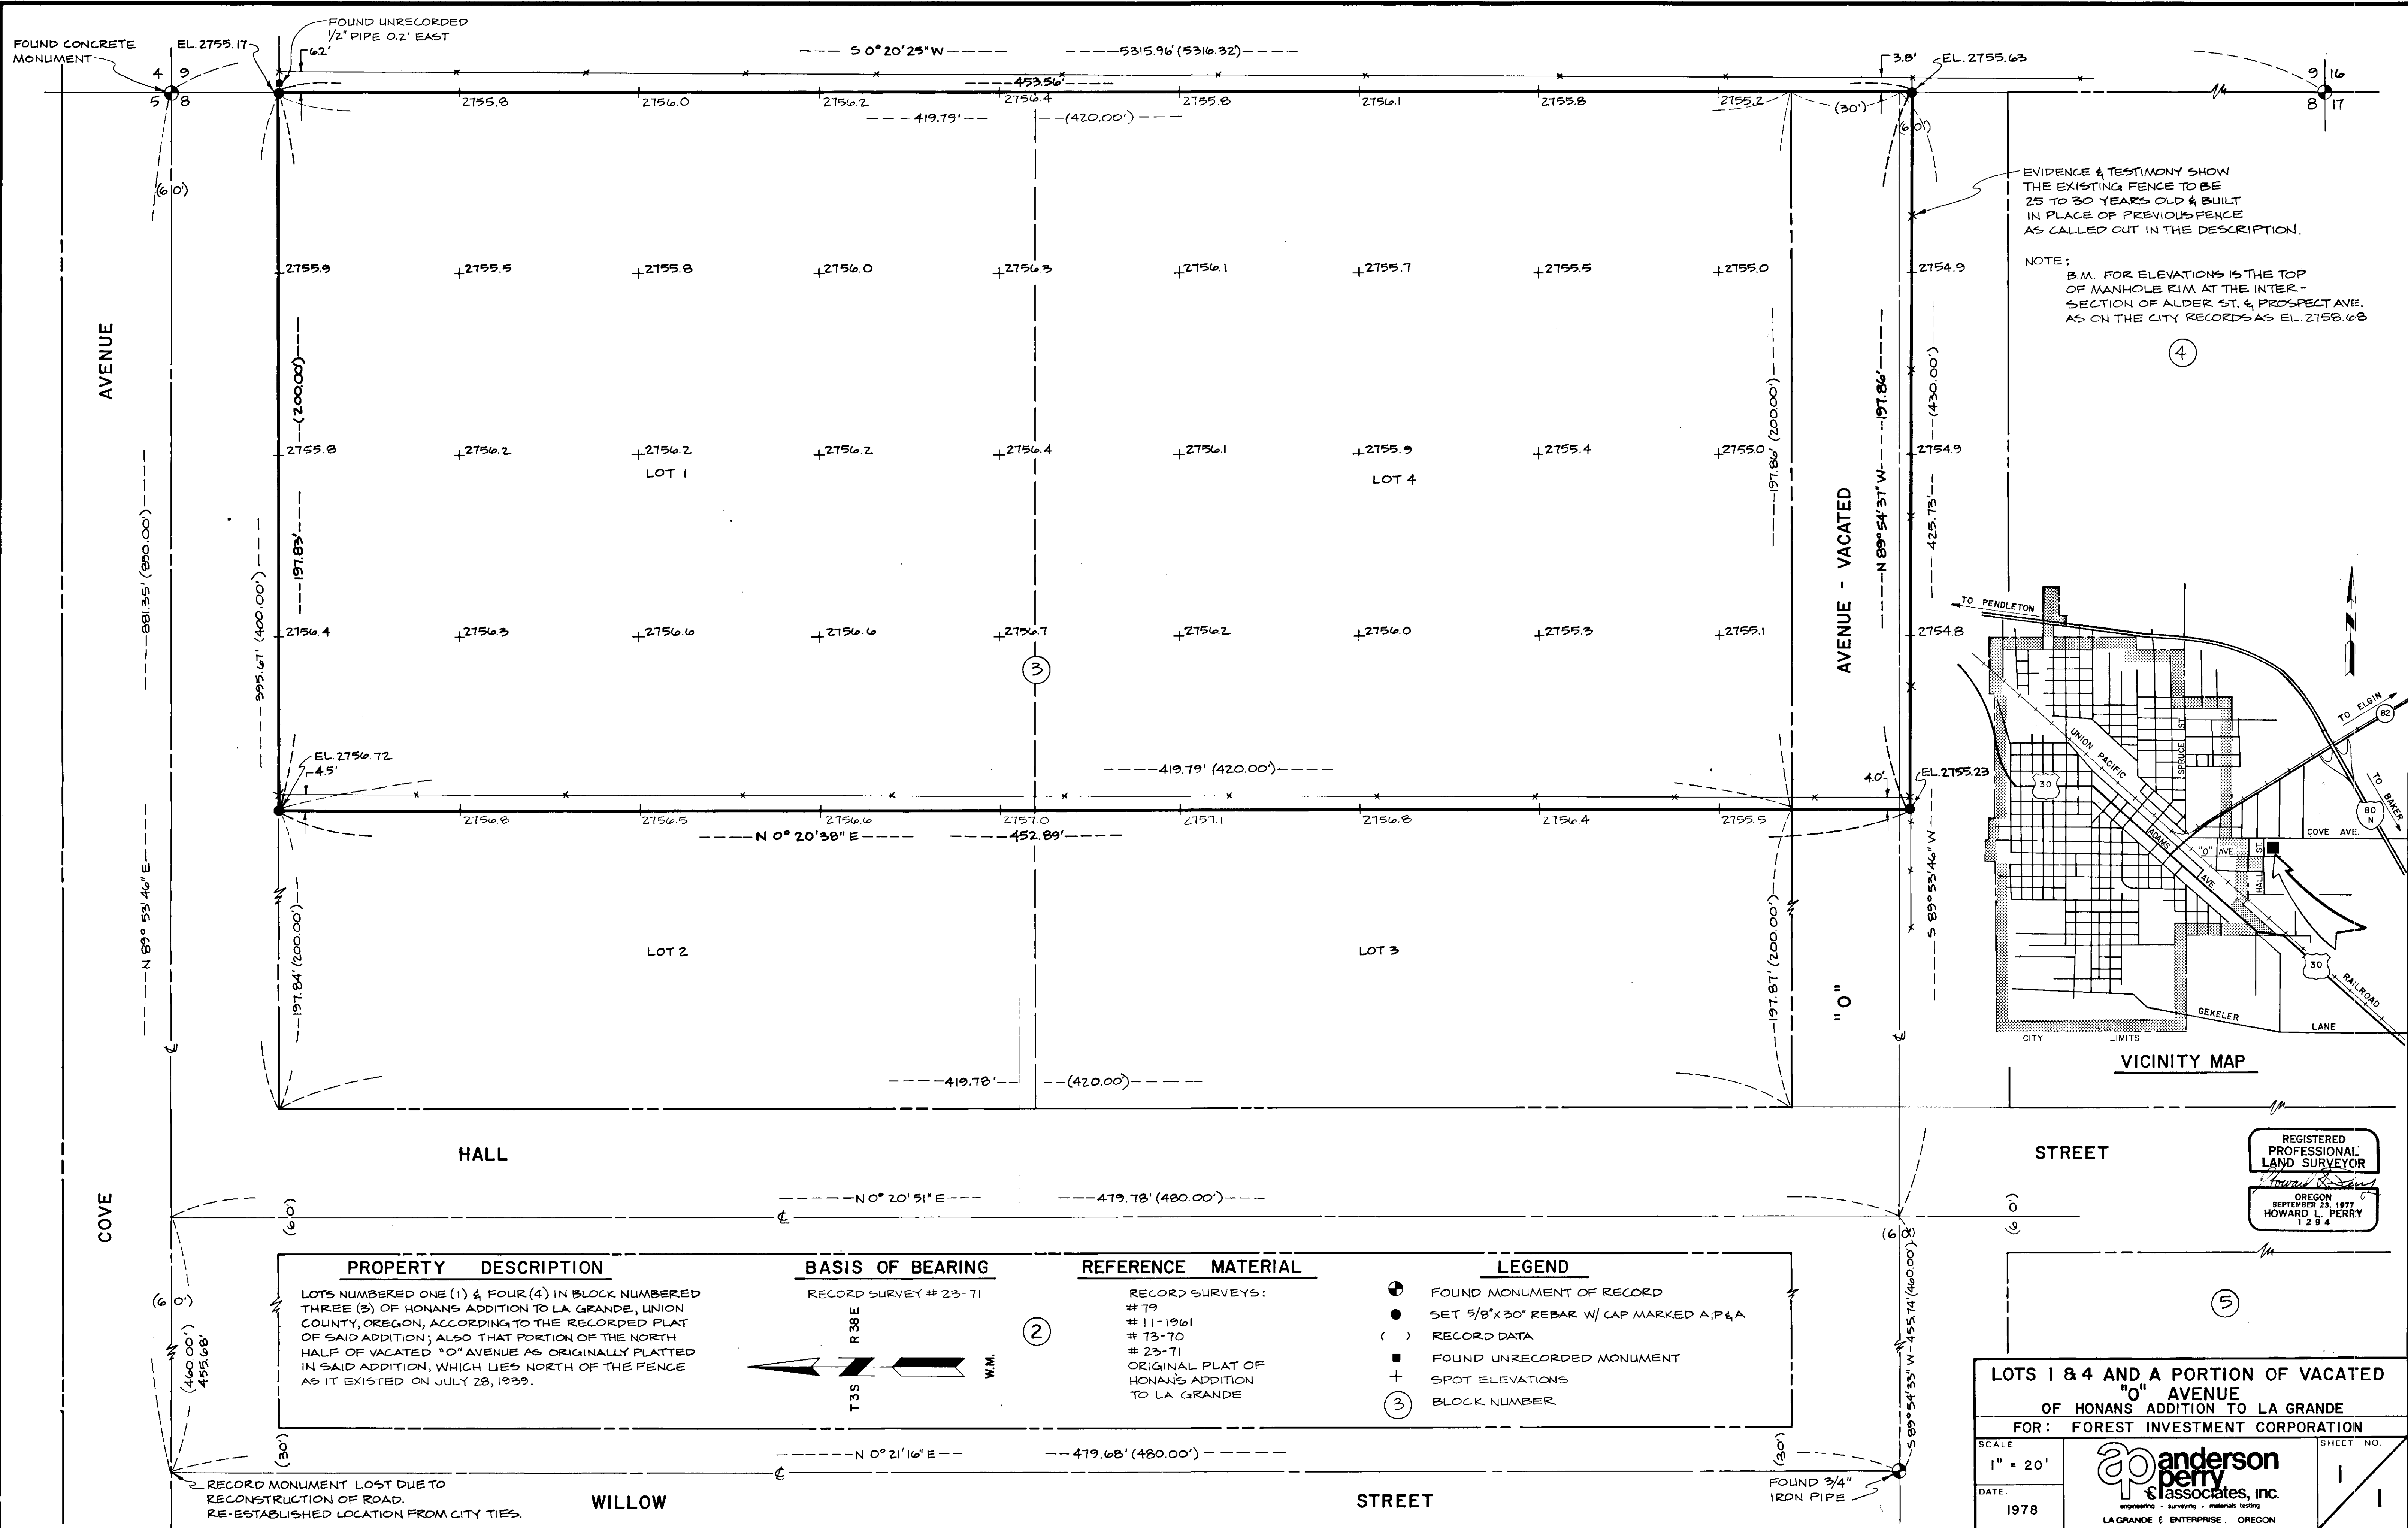 FOUND CONCRETE
MONUMENT
EL. 2755.17
FOUND UNRECORDED
1/2" PIPE 0.2' EAST
6.2'
S 0° 20' 25" W
5315.96' (5316.32')
3.8'
EL. 2755.63
4 9
5 8
9 16
8 17
453.56'
2755.8 2756.0 2756.2 2756.4 2755.8 2756.1 2755.8 2755.2
419.79' (420.00')
(30')
(60')
(60')
EVIDENCE & TESTIMONY SHOW
THE EXISTING FENCE TO BE
25 TO 30 YEARS OLD & BUILT
IN PLACE OF PREVIOUS FENCE
AS CALLED OUT IN THE DESCRIPTION.
NOTE:
B.M. FOR ELEVATIONS IS THE TOP
OF MANHOLE RIM AT THE INTER-
SECTION OF ALDER ST. & PROSPECT AVE.
AS ON THE CITY RECORDS AS EL. 2758.68
4
2755.9 2755.5 2755.8 2756.0 2756.3 2756.1 2755.7 2755.5 2755.0 2754.9
AVENUE
(200.00')
197.83'
197.86' (200.00')
N 89° 54' 37" W 197.86'
425.73' (430.00')
2755.8 2756.2 2756.2 2756.2 2756.4 2756.1 2755.9 2755.4 2755.0 2754.9
LOT 1
LOT 4
AVENUE - VACATED
881.35' (890.00')
395.67' (400.00')
2756.4 2756.3 2756.6 2756.6 2756.7 2756.2 2756.0 2755.3 2755.1 2754.8
3
EL. 2756.72
4.5'
419.79' (420.00')
4.0'
EL. 2755.23
2756.8 2756.5 2756.6 2757.0 2757.1 2756.8 2756.4 2755.5
N 0° 20' 38" E
452.89'
N 89° 53' 46" E
197.84' (200.00')
LOT 2
LOT 3
197.87' (200.00')
"O"
S 89° 53' 46" W
419.78' (420.00')
TO PENDLETON
N
TO ELGIN
82
UNION PACIFIC
SPRUCE ST.
30
TO BAKER
80
N
COVE AVE.
ADAMS
AVE.
"O" AVE.
HALL ST.
30
RAILROAD
GEKELER LANE
CITY LIMITS
VICINITY MAP
HALL
STREET
REGISTERED
PROFESSIONAL
LAND SURVEYOR
OREGON
SEPTEMBER 23, 1977
HOWARD L. PERRY
1294
COVE
(60')
N 0° 20' 51" E
479.78' (480.00')
(60')
(60')
PROPERTY DESCRIPTION
LOTS NUMBERED ONE (1) & FOUR (4) IN BLOCK NUMBERED
THREE (3) OF HONANS ADDITION TO LA GRANDE, UNION
COUNTY, OREGON, ACCORDING TO THE RECORDED PLAT
OF SAID ADDITION; ALSO THAT PORTION OF THE NORTH
HALF OF VACATED "O" AVENUE AS ORIGINALLY PLATTED
IN SAID ADDITION, WHICH LIES NORTH OF THE FENCE
AS IT EXISTED ON JULY 28, 1939.
BASIS OF BEARING
RECORD SURVEY # 23-71
R 38 E
T 3 S
W.M.
2
REFERENCE MATERIAL
RECORD SURVEYS:
# 79
# 11-1961
# 73-70
# 23-71
ORIGINAL PLAT OF
HONAN'S ADDITION
TO LA GRANDE
LEGEND
FOUND MONUMENT OF RECORD
SET 5/8" x 30" REBAR W/ CAP MARKED A,P & A
( ) RECORD DATA
FOUND UNRECORDED MONUMENT
+ SPOT ELEVATIONS
3 BLOCK NUMBER
S 89° 54' 33" W 455.74' (460.00')
5
(60')
(460.00')
455.68'
(30')
N 0° 21' 16" E
479.68' (480.00')
(30')
RECORD MONUMENT LOST DUE TO
RECONSTRUCTION OF ROAD.
RE-ESTABLISHED LOCATION FROM CITY TIES.
WILLOW
STREET
FOUND 3/4"
IRON PIPE
LOTS 1 & 4 AND A PORTION OF VACATED
"O" AVENUE
OF HONANS ADDITION TO LA GRANDE
FOR: FOREST INVESTMENT CORPORATION
SCALE
1" = 20'
DATE
1978
ap anderson
perry
& associates, inc.
engineering · surveying · materials testing
LA GRANDE & ENTERPRISE, OREGON
SHEET NO.
1 / 1